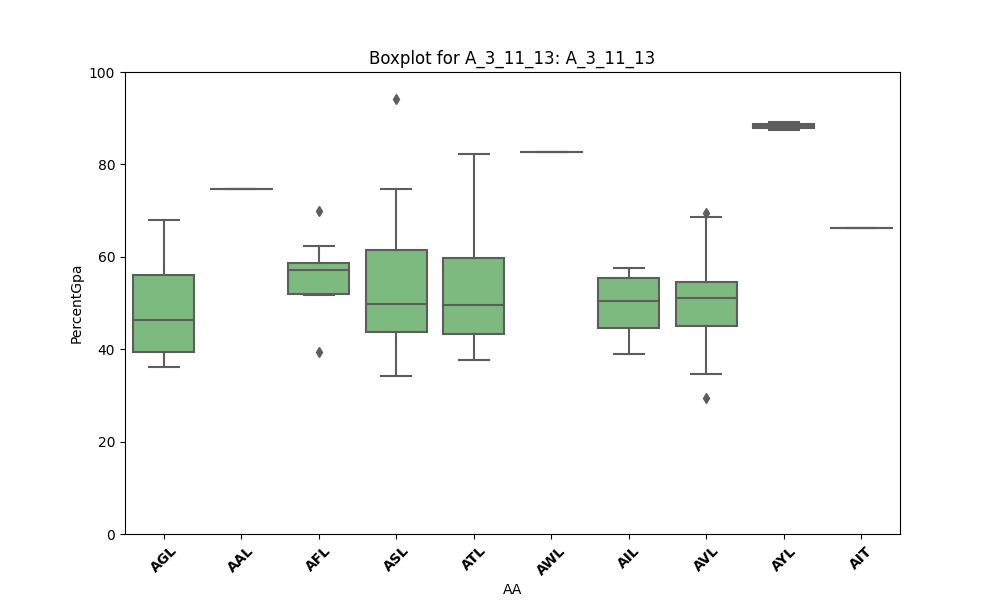 Boxplot for A_3_11_13: A_3_11_13
100
80
60
40
20
0
PercentGpa
AGL
AAL
AFL
ASL
ATL
AWL
AIL
AVL
AYL
AIT
AA